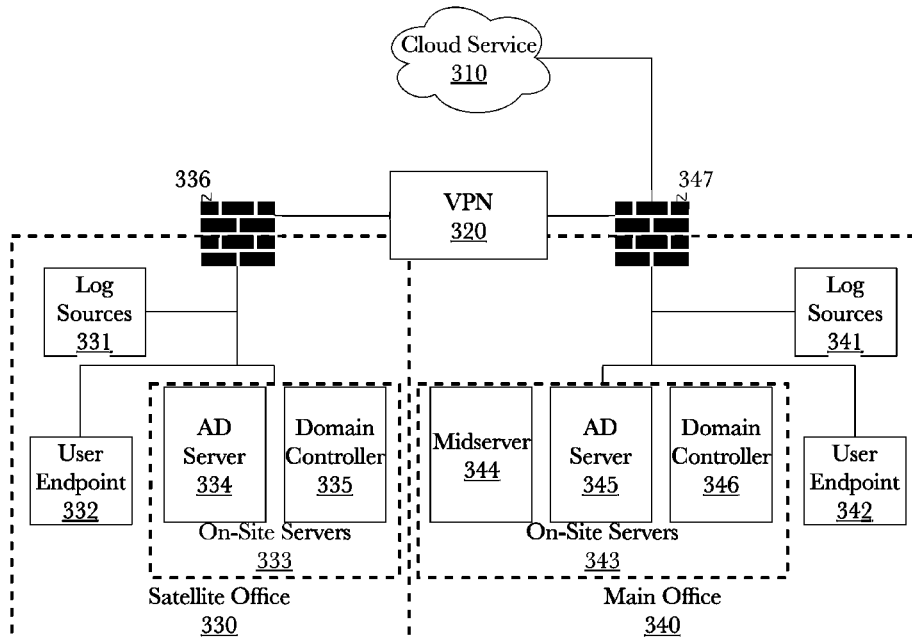 Cloud Service
310
336
347
VPN
320
Log
Sources
331
Log
Sources
341
User
Endpoint
332
AD
Server
334
Domain
Controller
335
On-Site Servers
333
Midserver
344
AD
Server
345
Domain
Controller
346
On-Site Servers
343
User
Endpoint
342
Satellite Office
330
Main Office
340